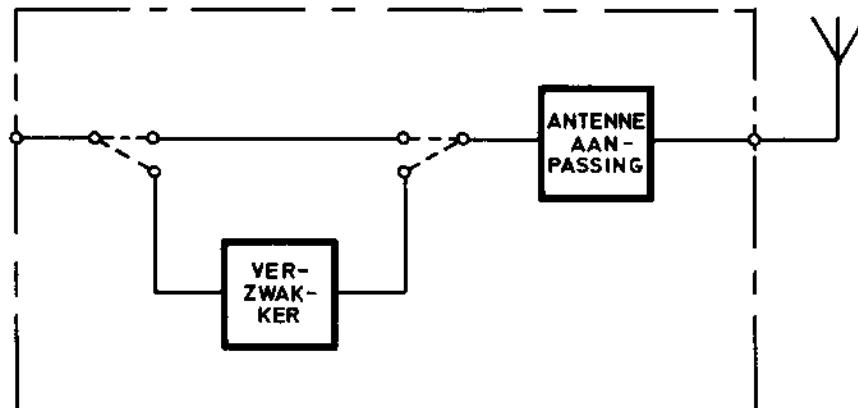 ANTENNE
AAN-
PASSING
VER-
ZWAK-
KER